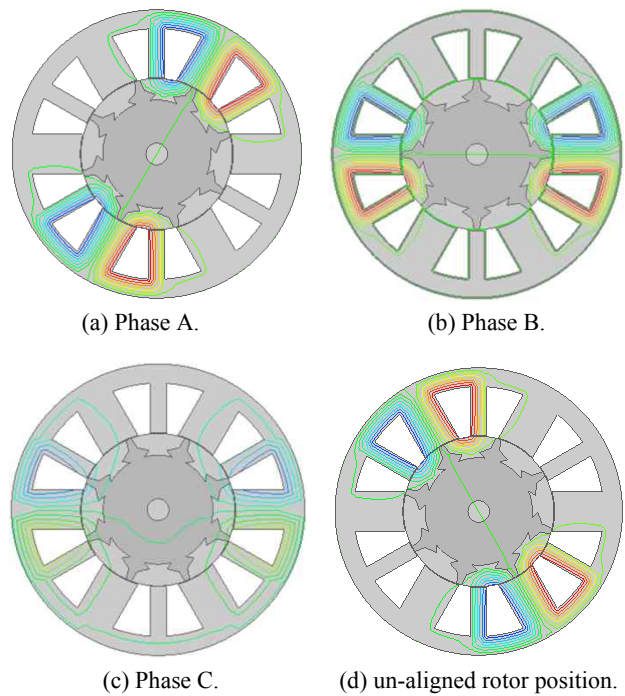 (a) Phase A.
(b) Phase B.
(c) Phase C.
(d) un-aligned rotor position.